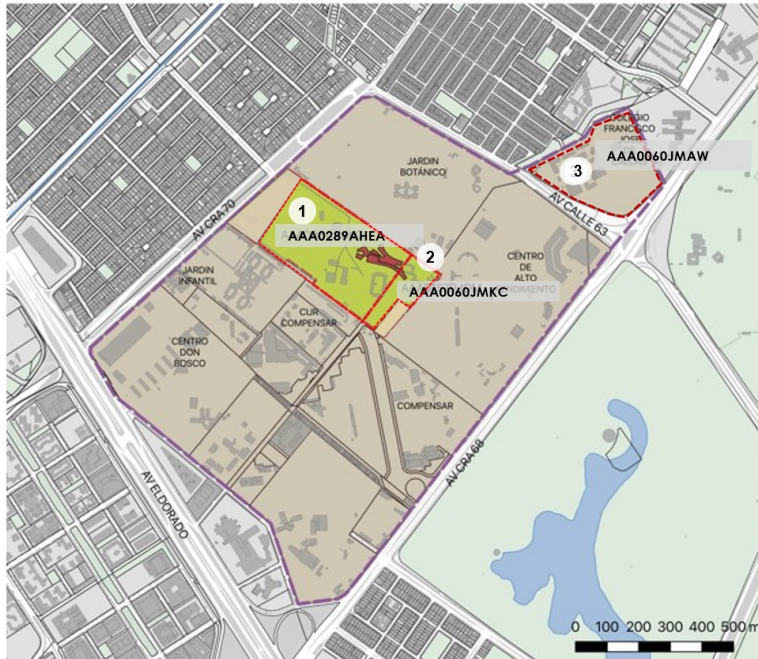 COLEGIO
FRANCISCO
JOSE
AAA0060JMAW
3
JARDIN
BOTÁNICO
AV CALLE 63
AV CRA 70
1
AAA0289AHEA
2
CENTRO
DE
ALTO
AAA0060JMKC
JARDIN
INFANTIL
CUR
COMPENSAR
CENTRO
DON
BOSCO
COMPENSAR
AV CRA 68
AV ELDORADO
0 100 200 300 400 500 m